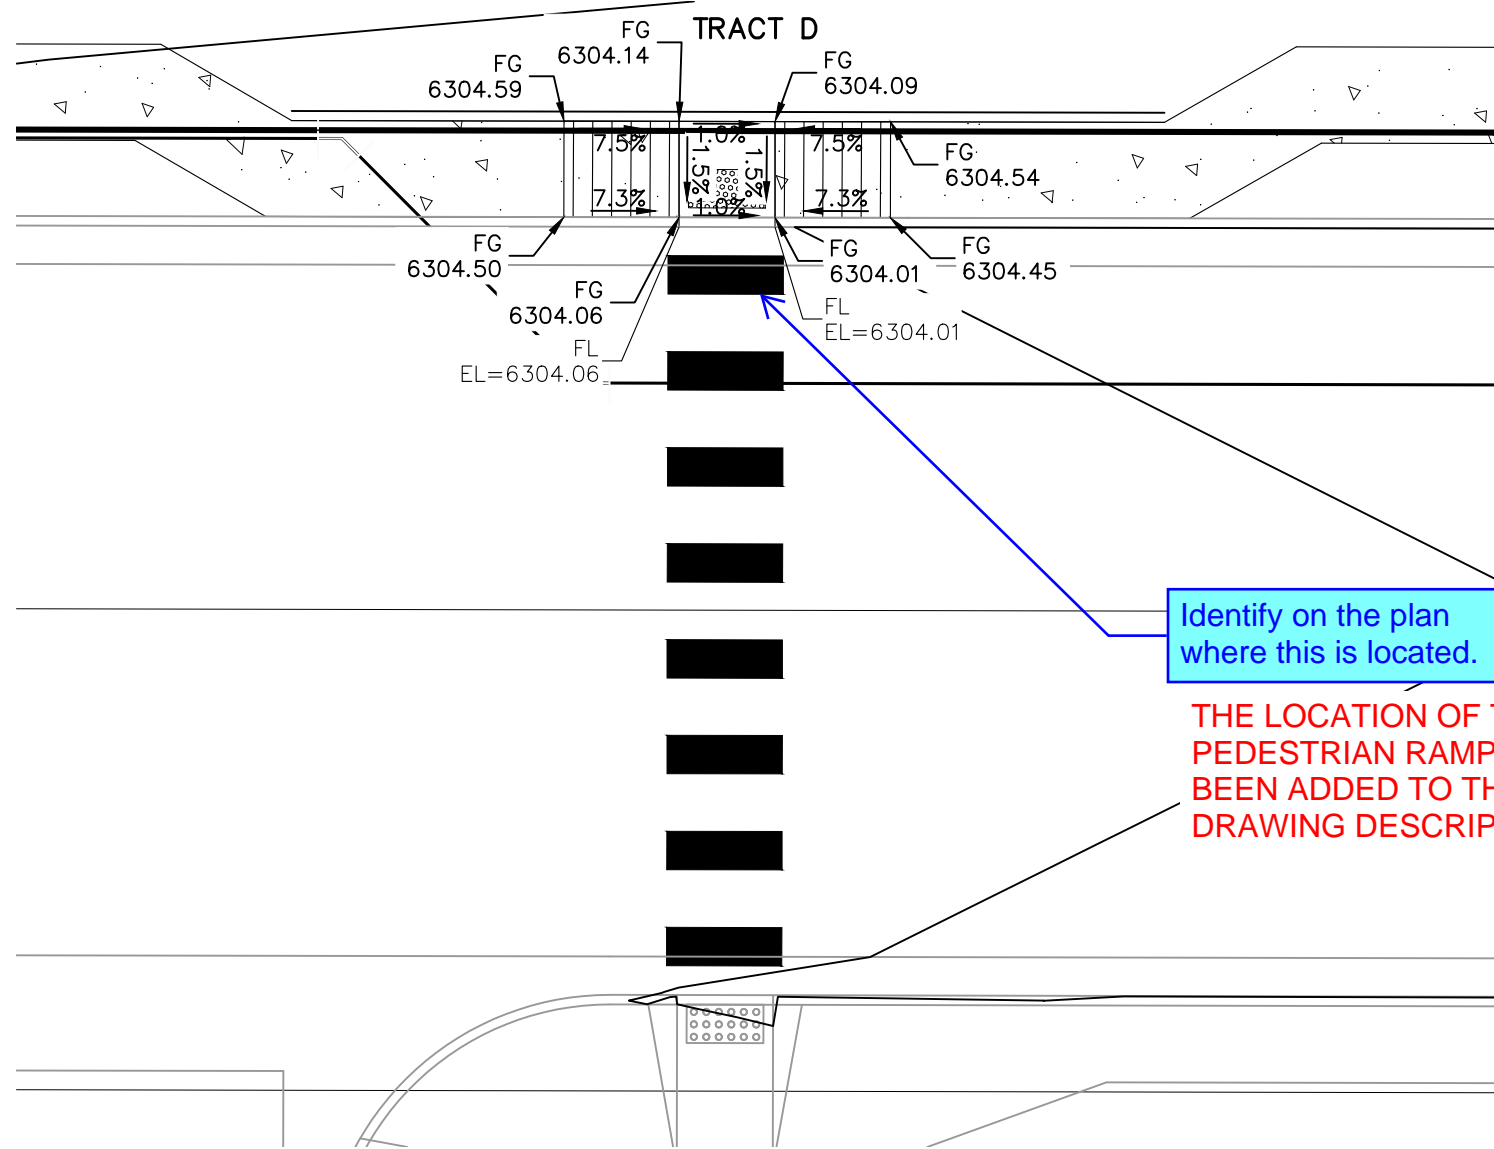 TRACT D
FG
6304.14
FG
6304.59
FG
6304.09
7.5%
1.0%
7.5%
FG
6304.54
1.5%
1.5%
7.3%
1.0%
7.3%
FG
6304.50
FG
6304.01
FG
6304.45
FG
6304.06
FL
EL=6304.01
FL
EL=6304.06
Identify on the plan
where this is located.
THE LOCATION OF
PEDESTRIAN RAMP
BEEN ADDED TO
DRAWING